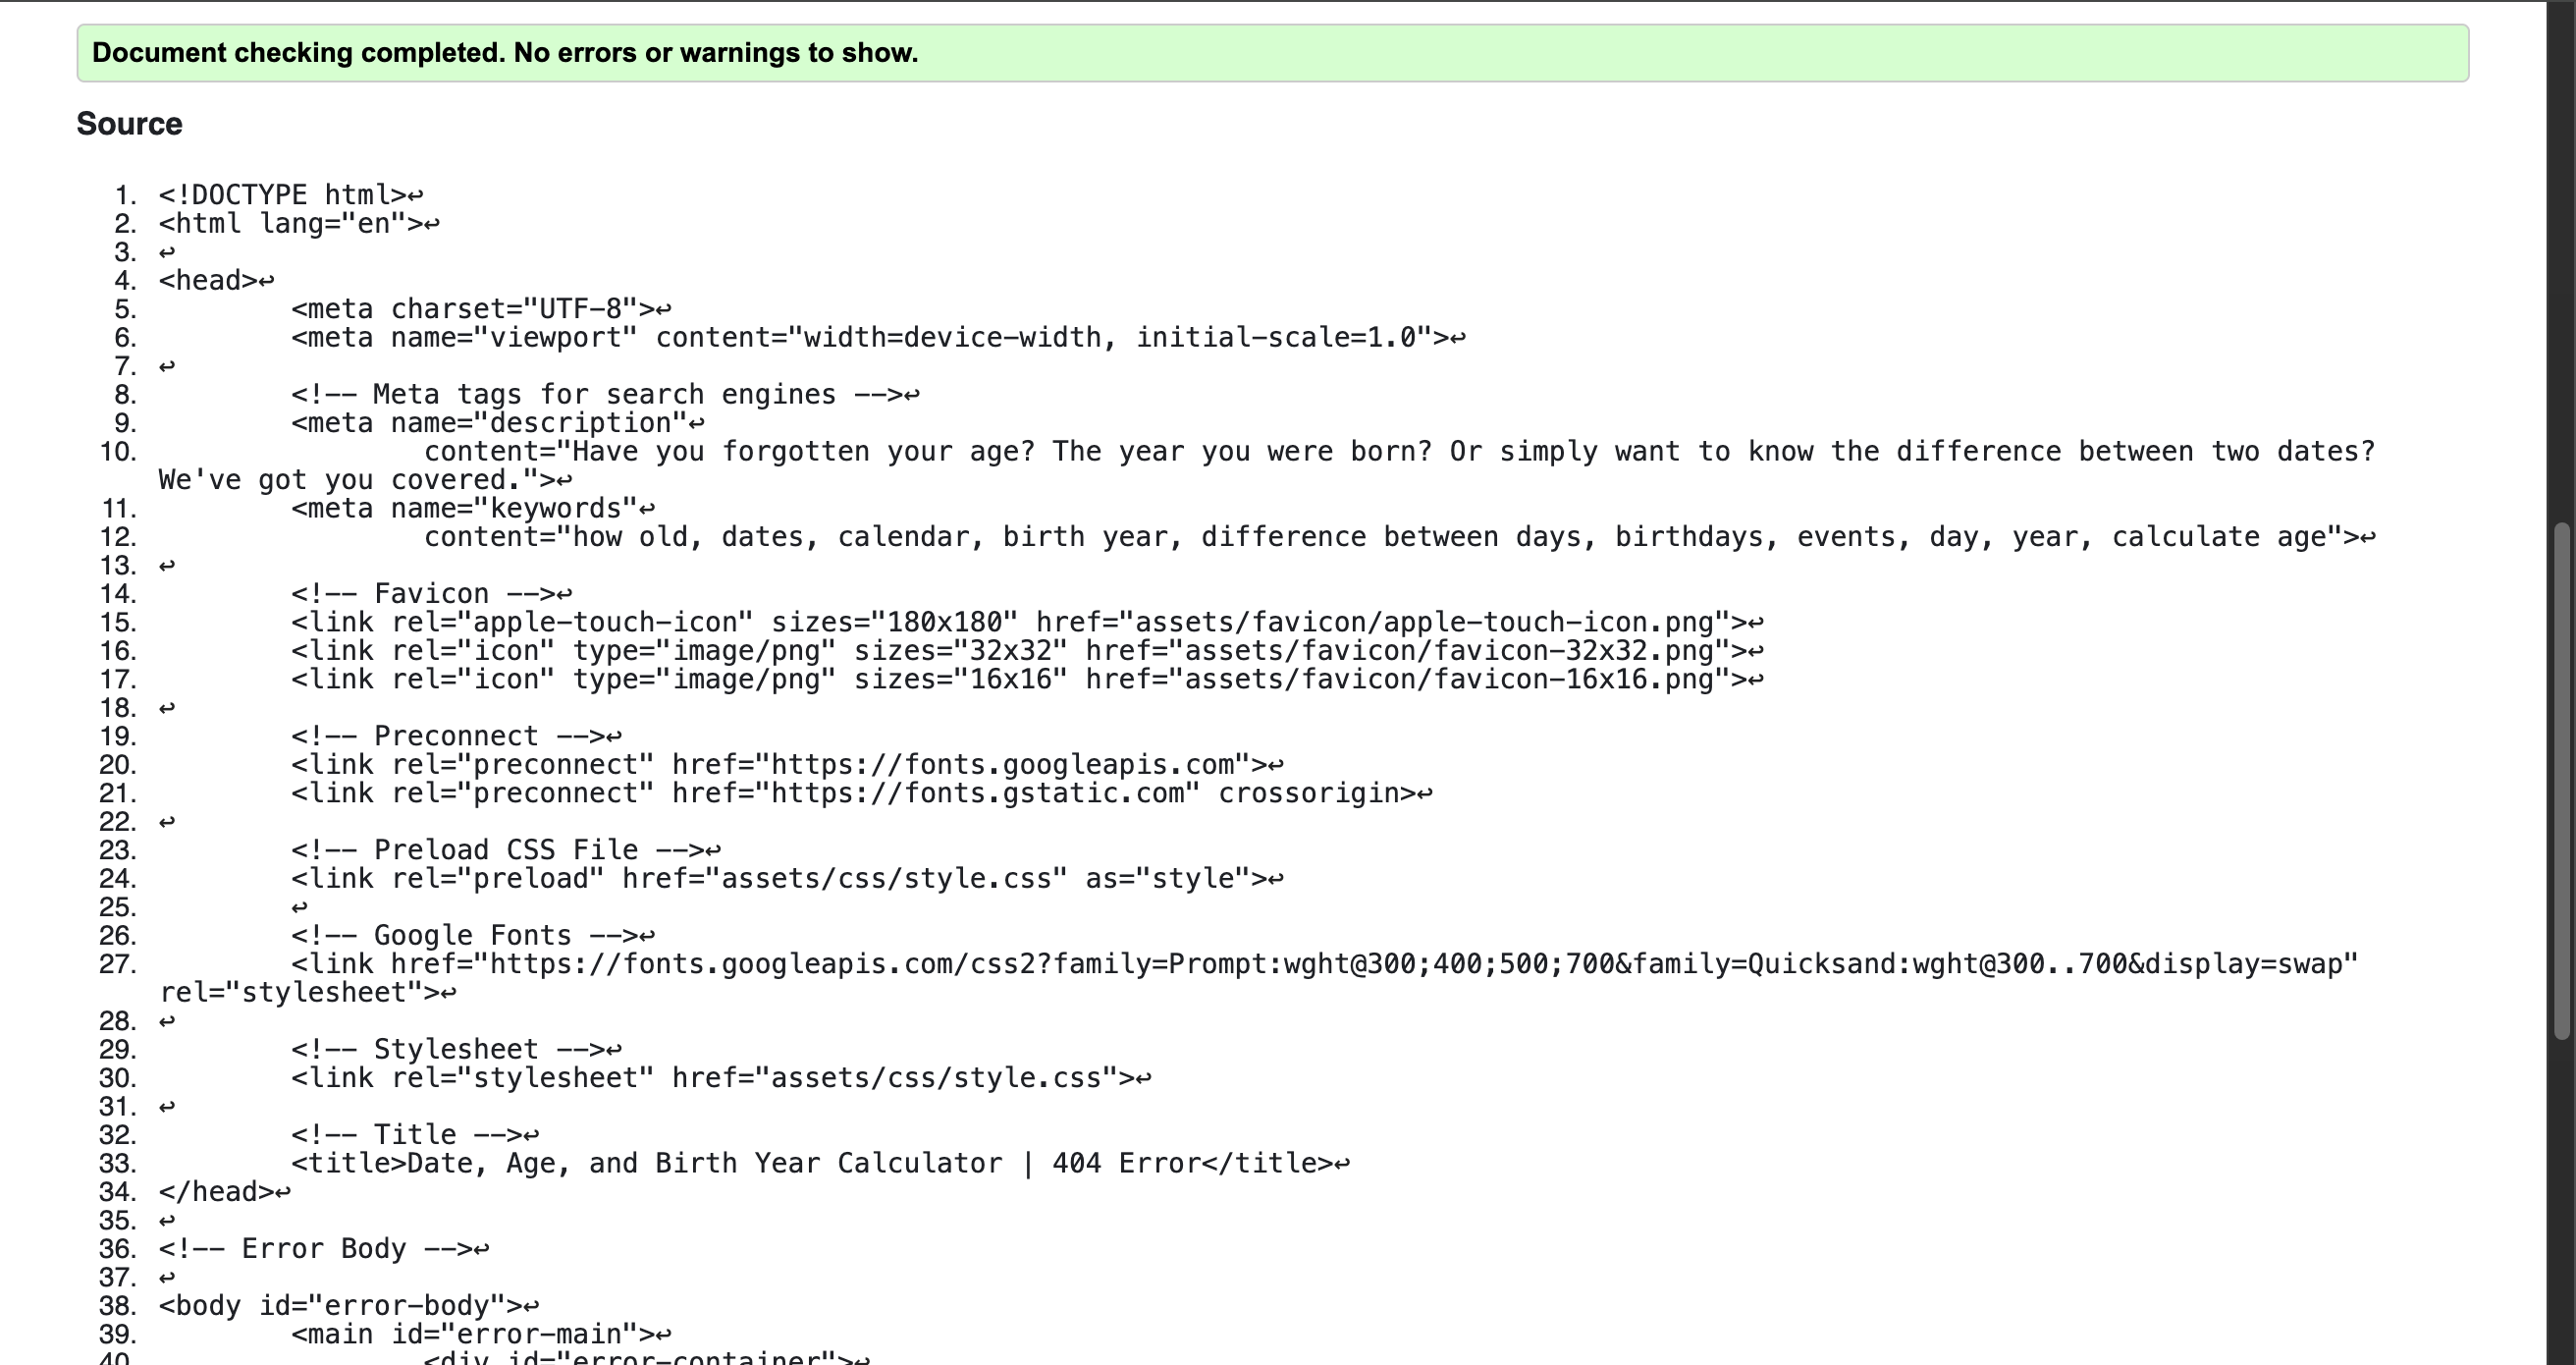 Document checking completed. No errors or warnings to show.
Source
1. <!DOCTYPE html>↩
2. <html lang="en">↩
3. ↩
4. <head>↩
5. <meta charset="UTF-8">↩
6. <meta name="viewport" content="width=device-width, initial-scale=1.0">↩
7. ↩
8. <!-- Meta tags for search engines -->↩
9. <meta name="description"↩
10. content="Have you forgotten your age? The year you were born? Or simply want to know the difference between two dates?
We've got you covered.">↩
11. <meta name="keywords"↩
12. content="how old, dates, calendar, birth year, difference between days, birthdays, events, day, year, calculate age">↩
13. ↩
14. <!-- Favicon -->↩
15. <link rel="apple-touch-icon" sizes="180x180" href="assets/favicon/apple-touch-icon.png">↩
16. <link rel="icon" type="image/png" sizes="32x32" href="assets/favicon/favicon-32x32.png">↩
17. <link rel="icon" type="image/png" sizes="16x16" href="assets/favicon/favicon-16x16.png">↩
18. ↩
19. <!-- Preconnect -->↩
20. <link rel="preconnect" href="https://fonts.googleapis.com">↩
21. <link rel="preconnect" href="https://fonts.gstatic.com" crossorigin>↩
22. ↩
23. <!-- Preload CSS File -->↩
24. <link rel="preload" href="assets/css/style.css" as="style">↩
25. ↩
26. <!-- Google Fonts -->↩
27. <link href="https://fonts.googleapis.com/css2?family=Prompt:wght@300;400;500;700&family=Quicksand:wght@300..700&display=swap"
rel="stylesheet">↩
28. ↩
29. <!-- Stylesheet -->↩
30. <link rel="stylesheet" href="assets/css/style.css">↩
31. ↩
32. <!-- Title -->↩
33. <title>Date, Age, and Birth Year Calculator | 404 Error</title>↩
34. </head>↩
35. ↩
36. <!-- Error Body -->↩
37. ↩
38. <body id="error-body">↩
39. <main id="error-main">↩
40. <div id="error-container">↩